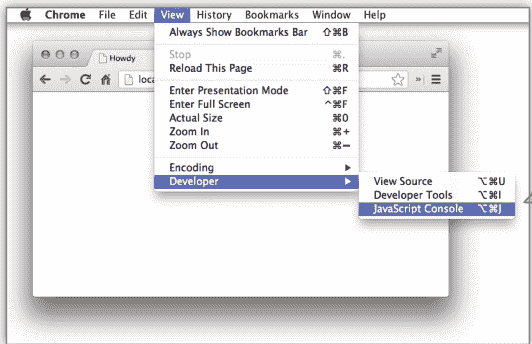 Chrome File Edit View History Bookmarks Window Help
Always Show Bookmarks Bar ⇧⌘B
Howdy
Stop ⌘.
Reload This Page ⌘R
loca
Enter Presentation Mode ⇧⌘F
Enter Full Screen ^⌘F
Actual Size ⌘0
Zoom In ⌘+
Zoom Out ⌘−
Encoding ▶
Developer ▶
View Source ⌥⌘U
Developer Tools ⌥⌘I
JavaScript Console ⌥⌘J